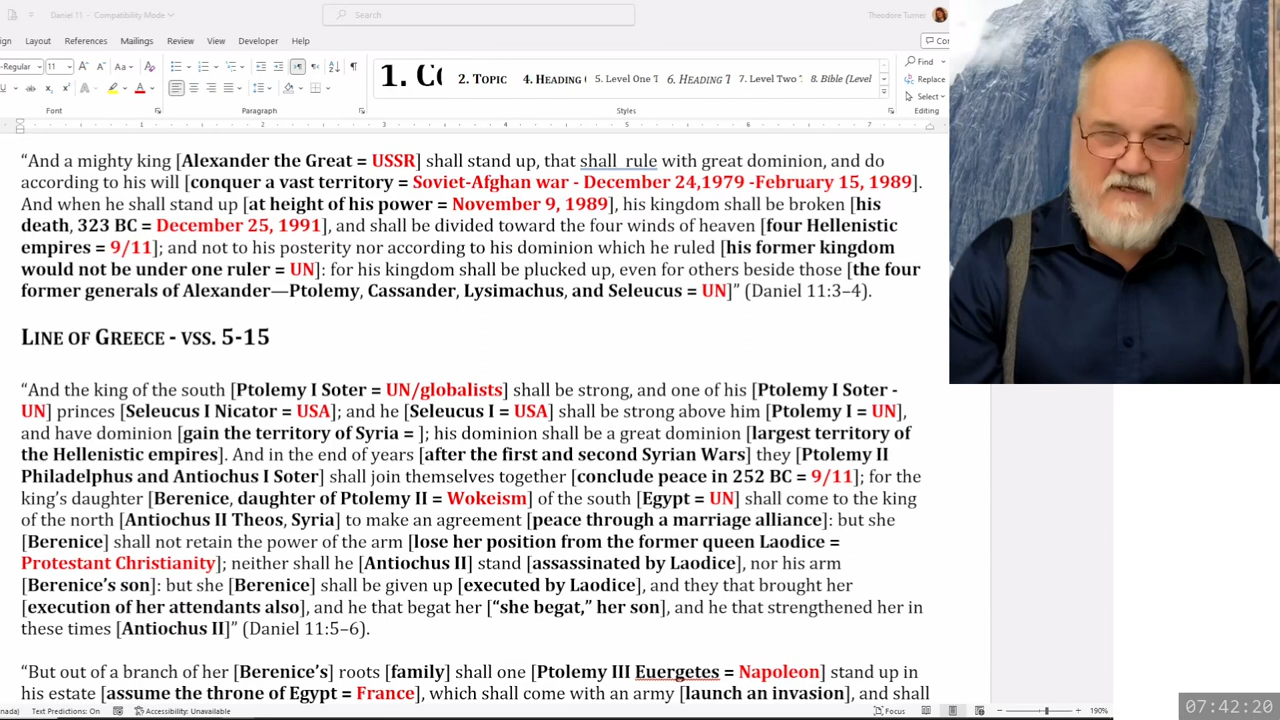 Daniel 11 - Compatibility Mode
Search
Theodore Turner
ign Layout References Mailings Review View Developer Help
Regular 11 Aa
Find
Replace
Select
1. Co 2. Topic 4. Heading 5. Level One T 6. Heading T 7. Level Two 8. Bible (Level
Font Paragraph Styles Editing
1 2 3 4 5 6 7
“And a mighty king [Alexander the Great = USSR] shall stand up, that shall rule with great dominion, and do
according to his will [conquer a vast territory = Soviet-Afghan war - December 24,1979 -February 15, 1989].
And when he shall stand up [at height of his power = November 9, 1989], his kingdom shall be broken [his
death, 323 BC = December 25, 1991], and shall be divided toward the four winds of heaven [four Hellenistic
empires = 9/11]; and not to his posterity nor according to his dominion which he ruled [his former kingdom
would not be under one ruler = UN]: for his kingdom shall be plucked up, even for others beside those [the four
former generals of Alexander—Ptolemy, Cassander, Lysimachus, and Seleucus = UN]” (Daniel 11:3–4).
Line of Greece - vss. 5-15
“And the king of the south [Ptolemy I Soter = UN/globalists] shall be strong, and one of his [Ptolemy I Soter -
UN] princes [Seleucus I Nicator = USA]; and he [Seleucus I = USA] shall be strong above him [Ptolemy I = UN],
and have dominion [gain the territory of Syria = ]; his dominion shall be a great dominion [largest territory of
the Hellenistic empires]. And in the end of years [after the first and second Syrian Wars] they [Ptolemy II
Philadelphus and Antiochus I Soter] shall join themselves together [conclude peace in 252 BC = 9/11]; for the
king’s daughter [Berenice, daughter of Ptolemy II = Wokeism] of the south [Egypt = UN] shall come to the king
of the north [Antiochus II Theos, Syria] to make an agreement [peace through a marriage alliance]: but she
[Berenice] shall not retain the power of the arm [lose her position from the former queen Laodice =
Protestant Christianity]; neither shall he [Antiochus II] stand [assassinated by Laodice], nor his arm
[Berenice’s son]: but she [Berenice] shall be given up [executed by Laodice], and they that brought her
[execution of her attendants also], and he that begat her [“she begat,” her son], and he that strengthened her in
these times [Antiochus II]” (Daniel 11:5–6).
“But out of a branch of her [Berenice’s] roots [family] shall one [Ptolemy III Euergetes = Napoleon] stand up in
his estate [assume the throne of Egypt = France], which shall come with an army [launch an invasion], and shall
nada) Text Predictions: On Accessibility: Unavailable Focus 190%
07:42:20